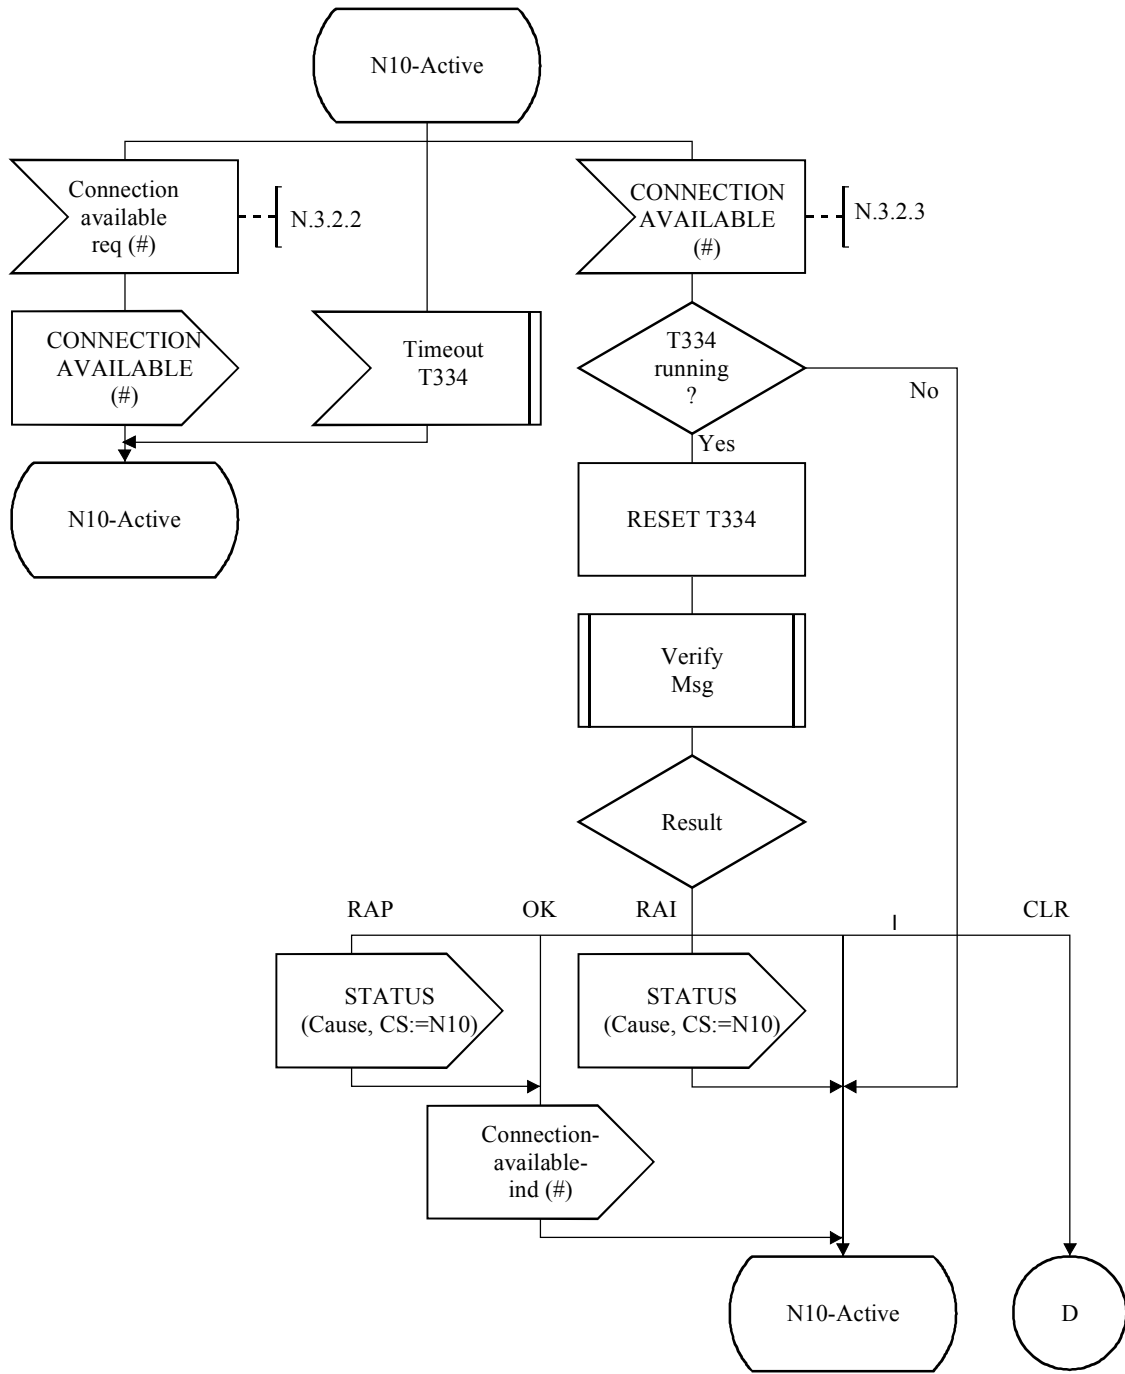 N10-Active
Connection
available
req (#)
N.3.2.2
CONNECTION
AVAILABLE
(#)
N.3.2.3
CONNECTION
AVAILABLE
(#)
Timeout
T334
T334
running
?
No
Yes
N10-Active
RESET T334
Verify
Msg
Result
RAP
OK
RAI
I
CLR
STATUS
(Cause, CS:=N10)
STATUS
(Cause, CS:=N10)
Connection-
available-
ind (#)
N10-Active
D